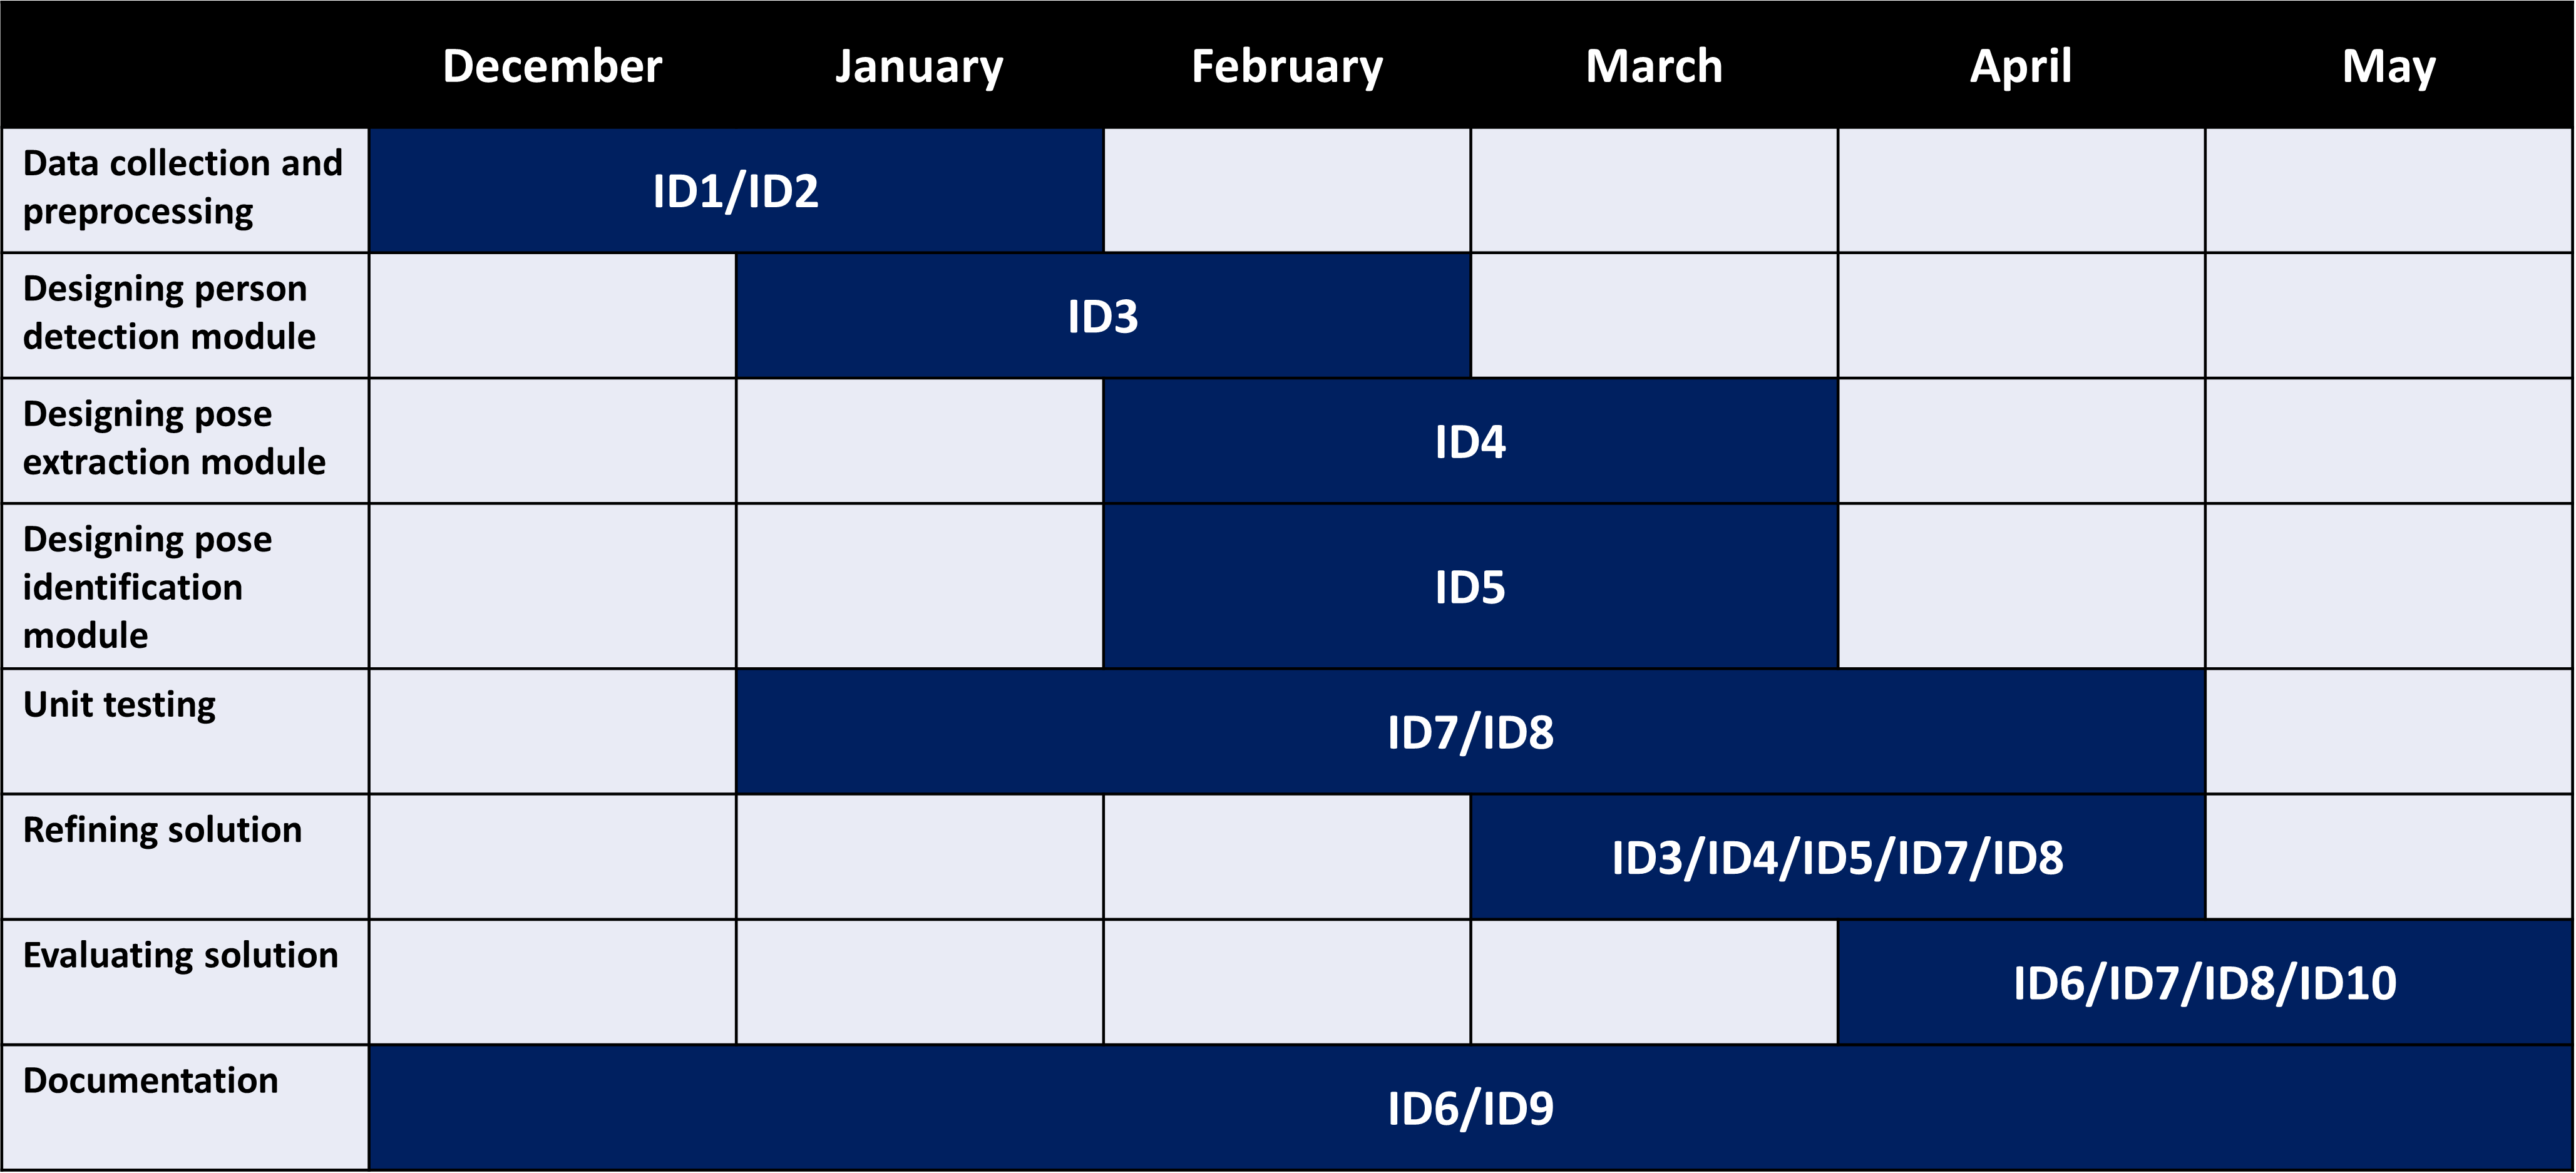 December January February March April May
Data collection and
preprocessing
ID1/ID2
Designing person
detection module
ID3
Designing pose
extraction module
ID4
Designing pose
identification
module
ID5
Unit testing
ID7/ID8
Refining solution
ID3/ID4/ID5/ID7/ID8
Evaluating solution
ID6/ID7/ID8/ID10
Documentation
ID6/ID9